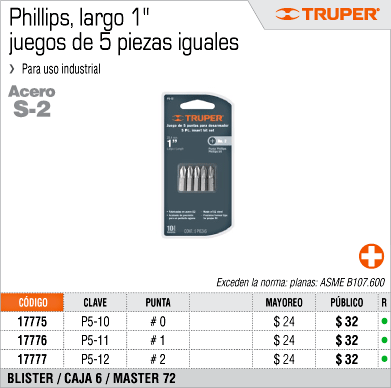 Phillips, largo 1"
juegos de 5 piezas iguales
TRUPER®
❯ Para uso industrial
Acero
S-2
TRUPER
1"
Exceden la norma: planas: ASME B107.600
CÓDIGO CLAVE PUNTA MAYOREO PÚBLICO R
17775 P5-10 # 0 $ 24 $ 32 ●
17776 P5-11 # 1 $ 24 $ 32 ●
17777 P5-12 # 2 $ 24 $ 32 ●
BLISTER / CAJA 6 / MASTER 72